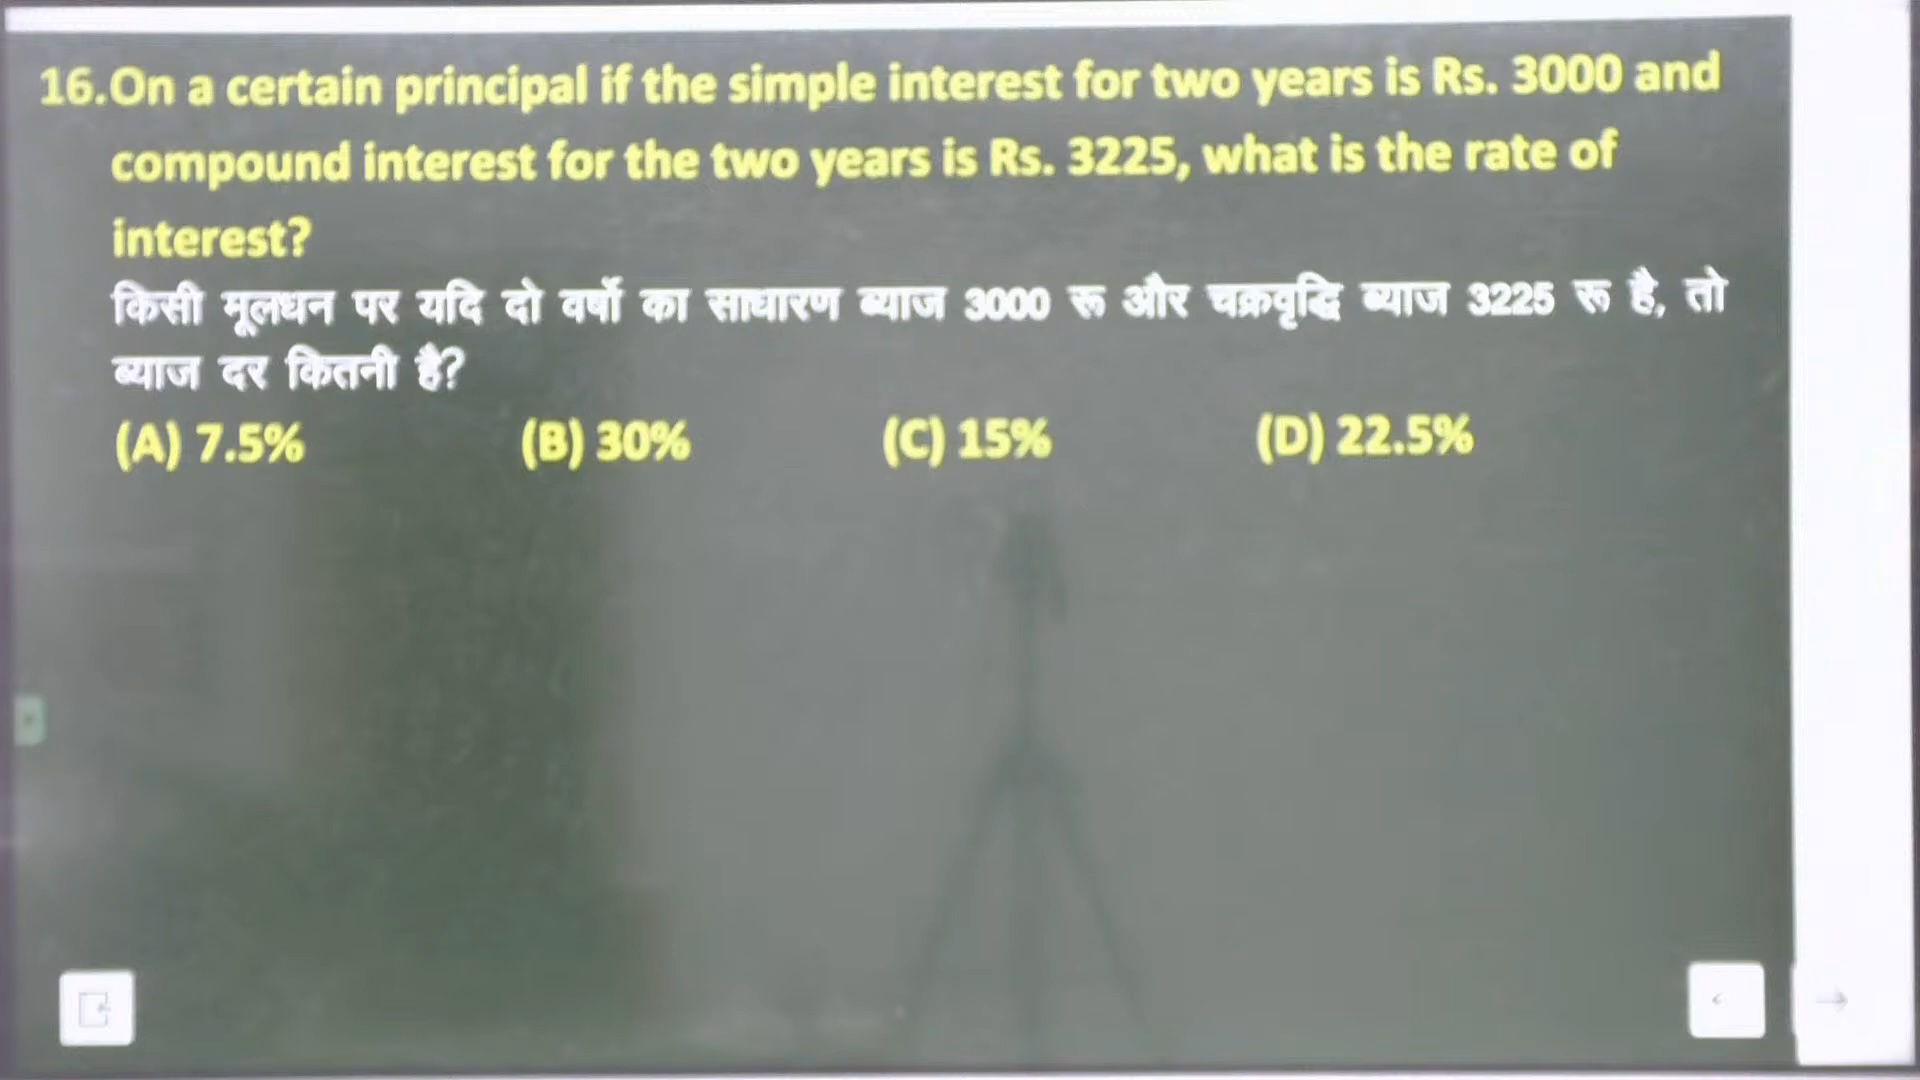 16.On a certain principal if the simple interest for two years is Rs. 3000 and
compound interest for the two years is Rs. 3225, what is the rate of
interest?
किसी मूलधन पर यदि दो वर्षो का साधारण ब्याज 3000 रू और चक्रवृद्धि ब्याज 3225 रू है, तो
ब्याज दर कितनी है?
(A) 7.5% (B) 30% (C) 15% (D) 22.5%